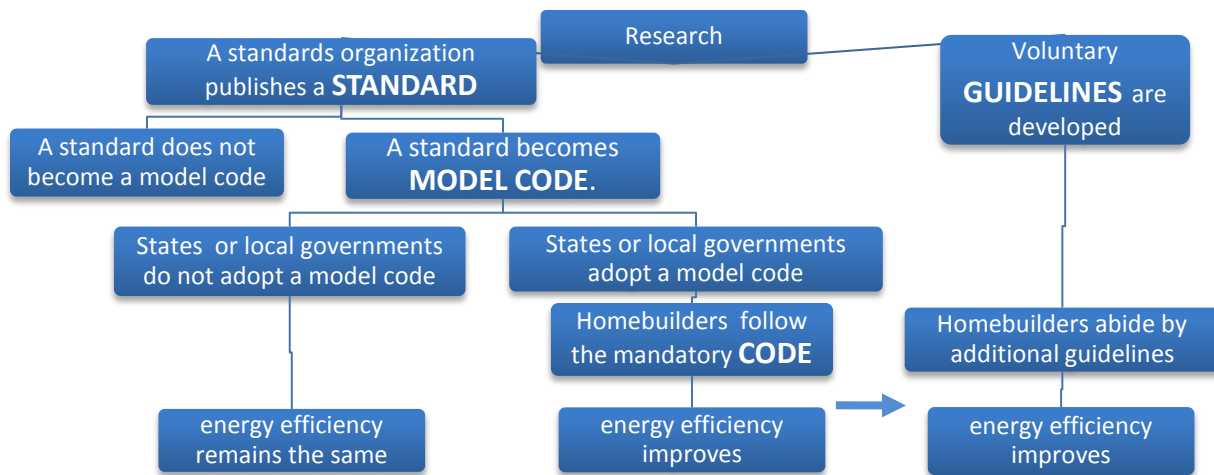 Research
A standards organization
publishes a STANDARD
Voluntary
GUIDELINES are
developed
A standard does not
become a model code
A standard becomes
MODEL CODE.
States or local governments
do not adopt a model code
States or local governments
adopt a model code
Homebuilders follow
the mandatory CODE
Homebuilders abide by
additional guidelines
energy efficiency
remains the same
energy efficiency
improves
energy efficiency
improves